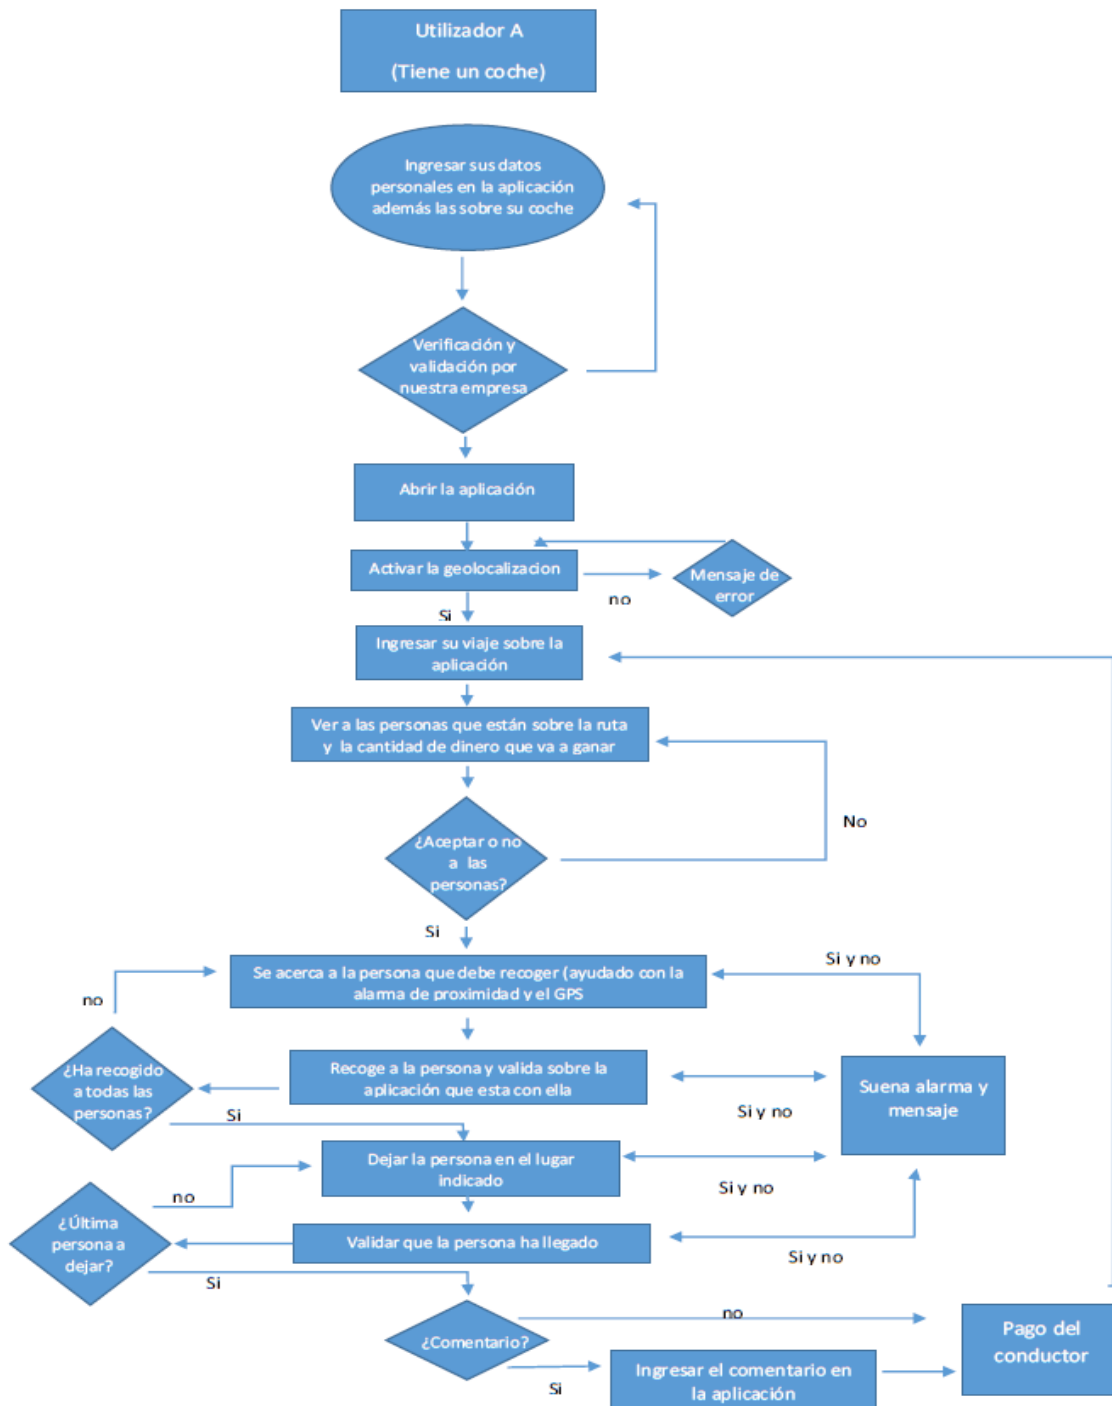 Utilizador A
(Tiene un coche)
Ingresar sus datos
personales en la aplicación
además las sobre su coche
Verificación y
validación por
nuestra empresa
Abrir la aplicación
Activar la geolocalizacion
no
Mensaje de
error
Si
Ingresar su viaje sobre la
aplicación
Ver a las personas que están sobre la ruta
y la cantidad de dinero que va a ganar
¿Aceptar o no
a las
personas?
No
Si
Se acerca a la persona que debe recoger (ayudado con la
alarma de proximidad y el GPS
Si y no
no
¿Ha recogido
a todas las
personas?
Recoge a la persona y valida sobre la
aplicación que esta con ella
Si y no
Suena alarma y
mensaje
Si
Dejar la persona en el lugar
indicado
Si y no
no
¿Última
persona a
dejar?
Validar que la persona ha llegado
Si y no
Si
¿Comentario?
no
Pago del
conductor
Si
Ingresar el comentario en
la aplicación